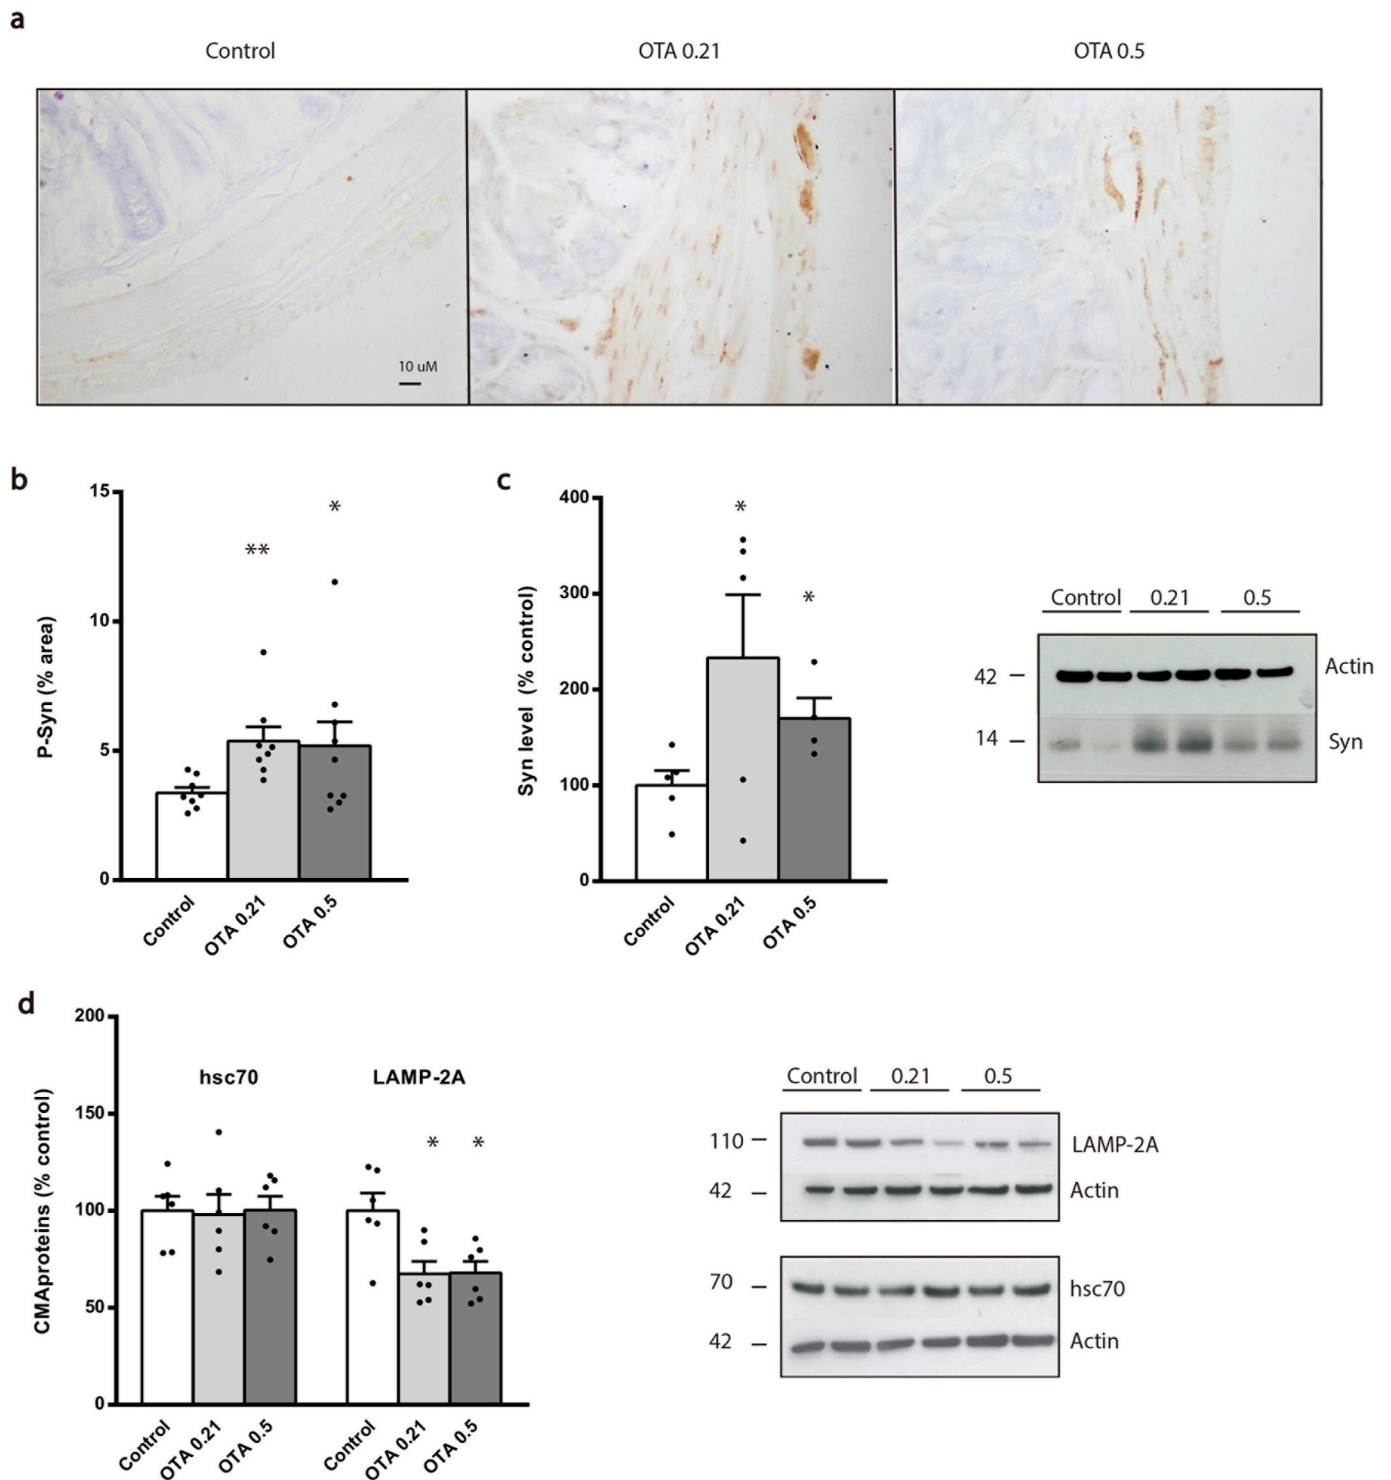 a
Control OTA 0.21 OTA 0.5
10 uM
b
P-Syn (% area)
15
10
5
0
**
*
Control OTA 0.21 OTA 0.5
c
Syn level (% control)
400
300
200
100
0
*
*
Control OTA 0.21 OTA 0.5
Control 0.21 0.5
42 – Actin
14 – Syn
d
CMAproteins (% control)
200
150
100
50
0
hsc70 LAMP-2A
* *
Control OTA 0.21 OTA 0.5 Control OTA 0.21 OTA 0.5
Control 0.21 0.5
110 – LAMP-2A
42 – Actin
70 – hsc70
42 – Actin